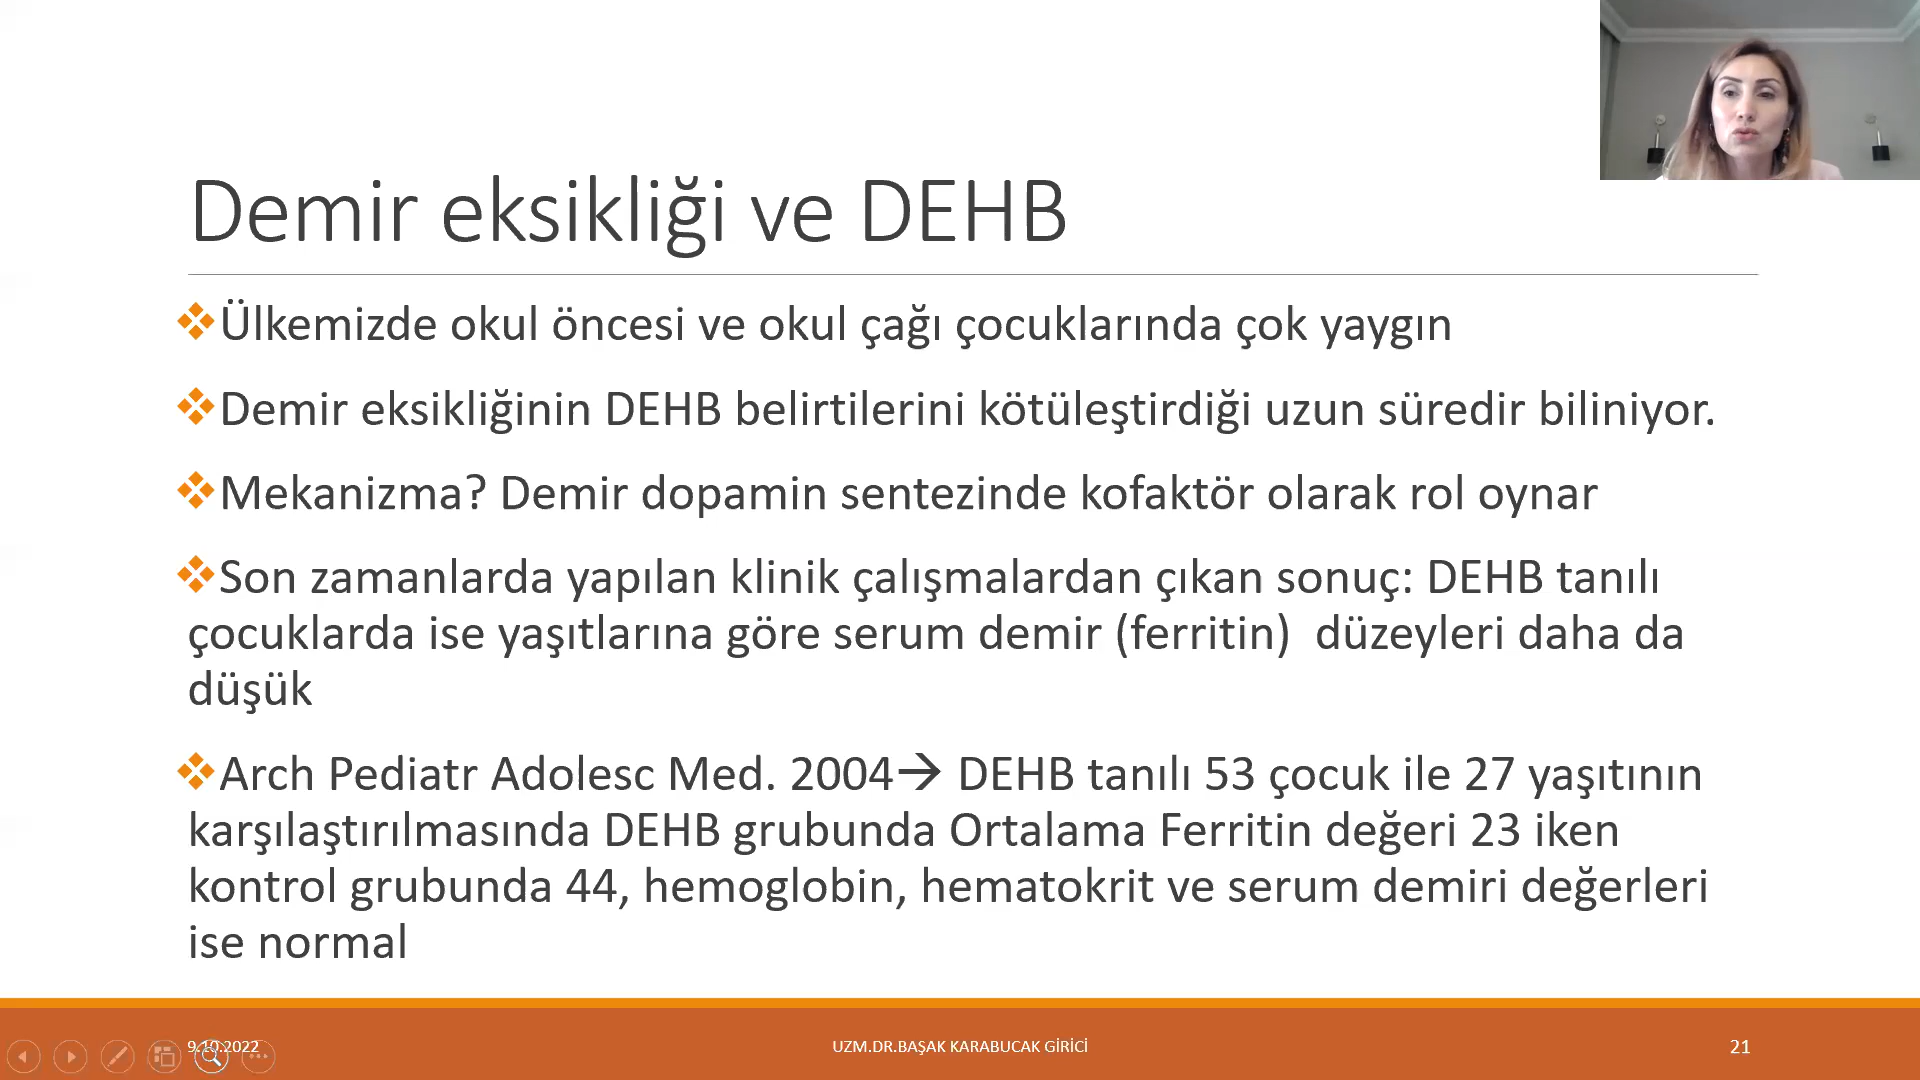 Demir eksikliği ve DEHB
Ülkemizde okul öncesi ve okul çağı çocuklarında çok yaygın
Demir eksikliğinin DEHB belirtilerini kötüleştirdiği uzun süredir biliniyor.
Mekanizma? Demir dopamin sentezinde kofaktör olarak rol oynar
Son zamanlarda yapılan klinik çalışmalardan çıkan sonuç: DEHB tanılı
çocuklarda ise yaşıtlarına göre serum demir (ferritin) düzeyleri daha da
düşük
Arch Pediatr Adolesc Med. 2004→ DEHB tanılı 53 çocuk ile 27 yaşıtının
karşılaştırılmasında DEHB grubunda Ortalama Ferritin değeri 23 iken
kontrol grubunda 44, hemoglobin, hematokrit ve serum demiri değerleri
ise normal
9.10.2022
UZM.DR.BAŞAK KARABUCAK GİRİCİ
21